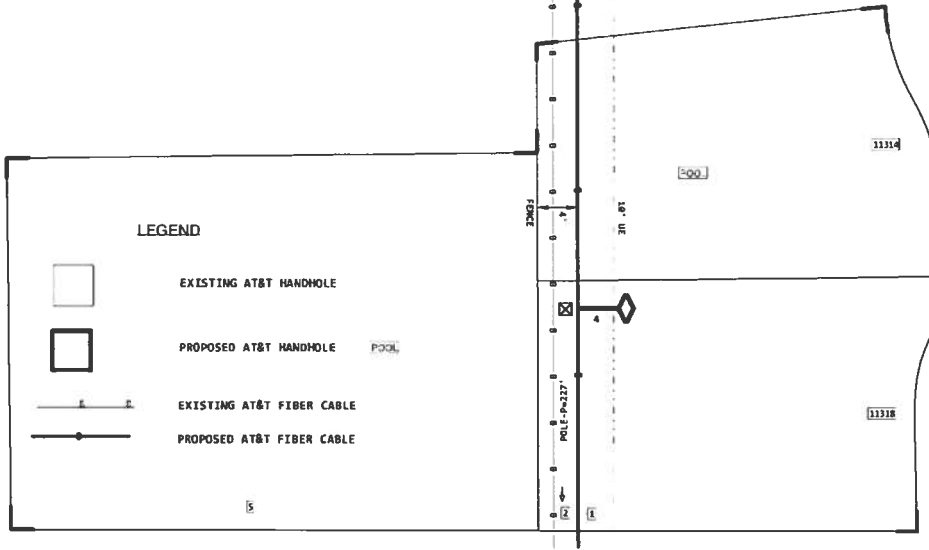 LEGEND
EXISTING AT&T HANDHOLE
PROPOSED AT&T HANDHOLE
POOL
EXISTING AT&T FIBER CABLE
PROPOSED AT&T FIBER CABLE
5
FENCE
4'
10' UE
POOL
11314
4
POLE-P=227'
2
1
11318